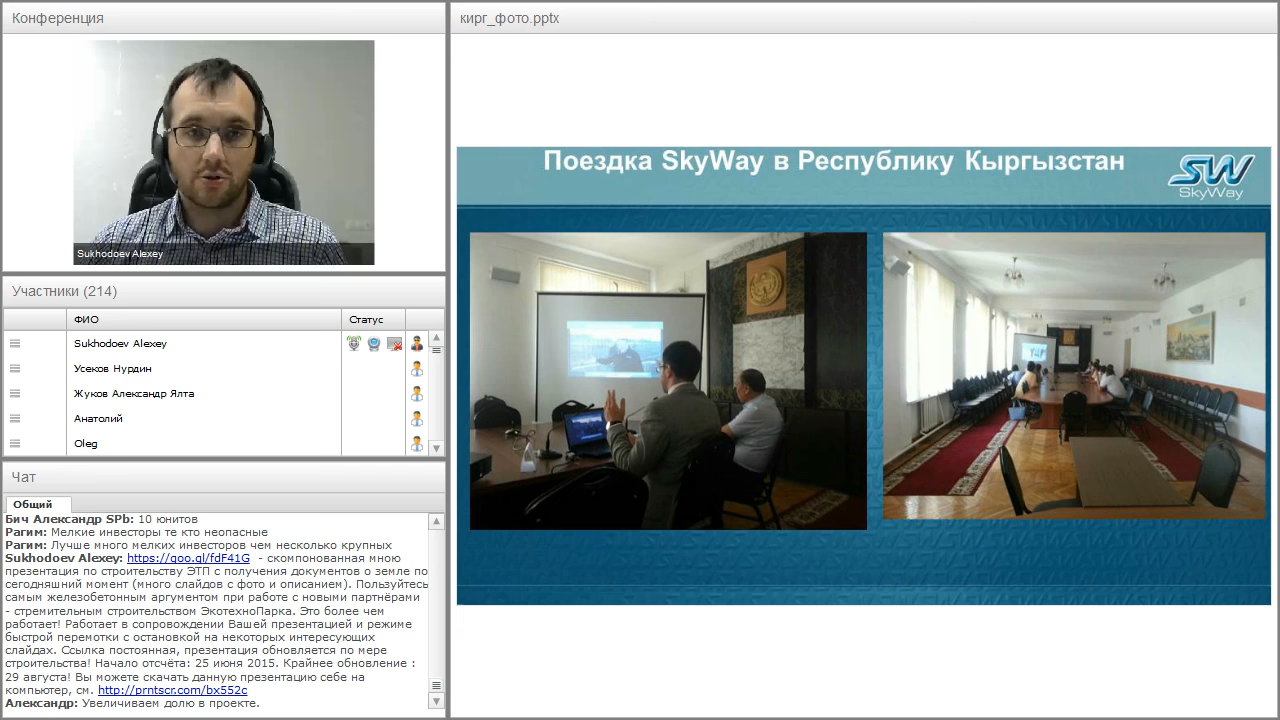 Конференция
Sukhodoev Alexey
Участники (214)
ФИО
Статус
Sukhodoev Alexey
Усеков Нурдин
Жуков Александр Ялта
Анатолий
Oleg
Чат
Общий
Бич Александр SPb: 10 юнитов
Рагим: Мелкие инвесторы те кто неопасные
Рагим: Лучше много мелких инвесторов чем несколько крупных
Sukhodoev Alexey: https://goo.gl/fdF41G - скомпонованная мною
презентация по строительству ЭТП с получения документов о земле по
сегодняшний момент (много слайдов с фото и описанием). Пользуйтесь
самым железобетонным аргументом при работе с новыми партнёрами
- стремительным строительством ЭкотехноПарка. Это более чем
работает! Работает в сопровождении Вашей презентацией и режиме
быстрой перемотки с остановкой на некоторых интересующих
слайдах. Ссылка постоянная, презентация обновляется по мере
строительства! Начало отсчёта: 25 июня 2015. Крайнее обновление :
29 августа! Вы можете скачать данную презентацию себе на
компьютер, см. http://prntscr.com/bx552c
Александр: Увеличиваем долю в проекте.
кирг_фото.pptx
Поездка SkyWay в Республику Кыргызстан
SW
SkyWay